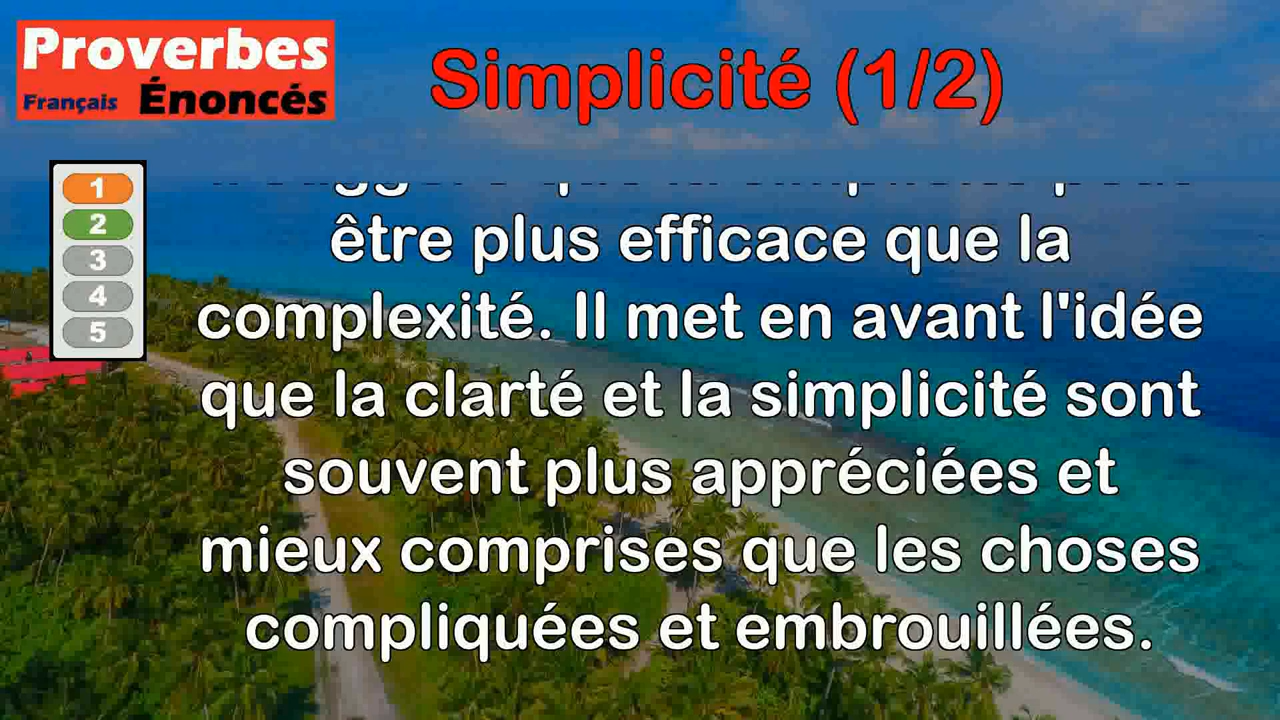 Proverbes
Français Énoncés
Simplicité (1/2)
1
2
3
4
5
être plus efficace que la
complexité. Il met en avant l'idée
que la clarté et la simplicité sont
souvent plus appréciées et
mieux comprises que les choses
compliquées et embrouillées.